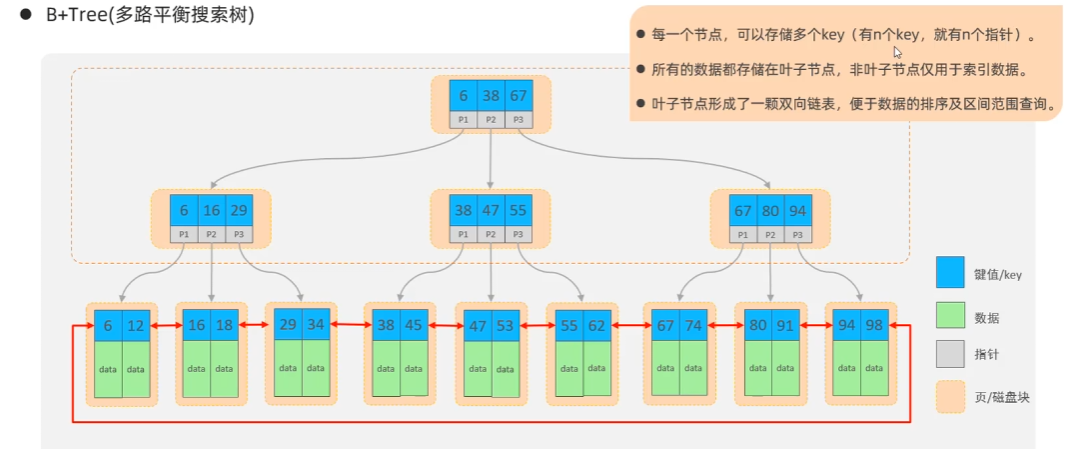 ● B+Tree(多路平衡搜索树)
● 每一个节点，可以存储多个key（有n个key，就有n个指针）。
● 所有的数据都存储在叶子节点，非叶子节点仅用于索引数据。
● 叶子节点形成了一颗双向链表，便于数据的排序及区间范围查询。
6 38 67
P1 P2 P3
6 16 29 38 47 55 67 80 94
P1 P2 P3 P1 P2 P3 P1 P2 P3
6 12 16 18 29 34 38 45 47 53 55 62 67 74 80 91 94 98
data data data data data data data data data data data data data data data data data data
键值/key
数据
指针
页/磁盘块